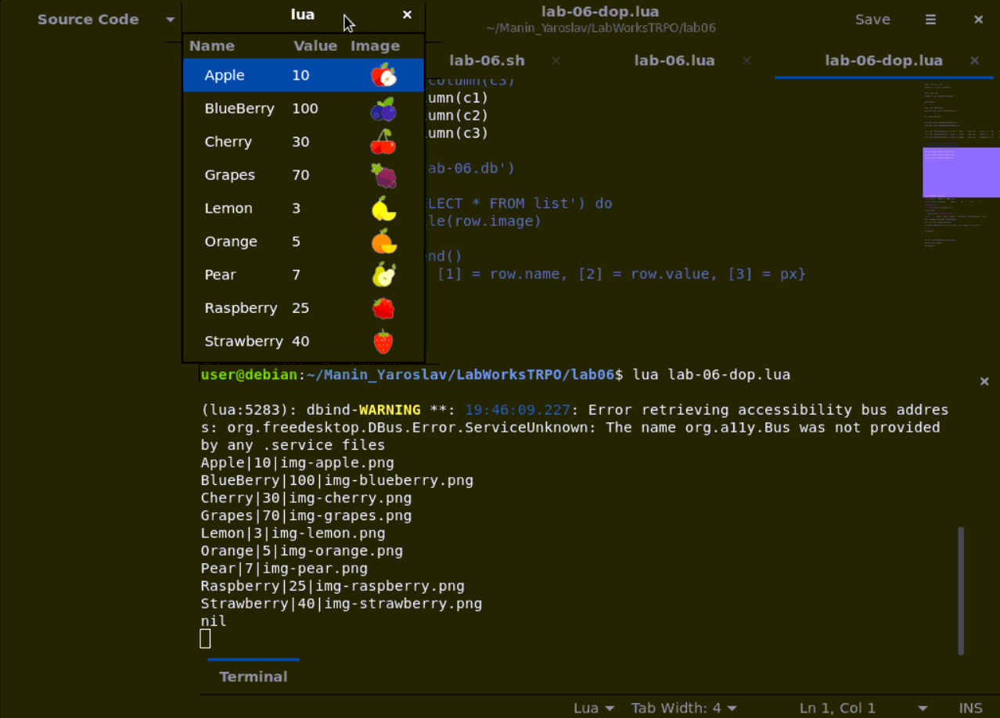 Source Code
lua
×
lab-06-dop.lua
~/Manin_Yaroslav/LabWorksTRPO/lab06
Save
Name Value Image
Apple 10
BlueBerry 100
Cherry 30
Grapes 70
Lemon 3
Orange 5
Pear 7
Raspberry 25
Strawberry 40
lab-06.sh × lab-06.lua × lab-06-dop.lua ×
column(c3)
umn(c1)
umn(c2)
umn(c3)
ab-06.db')
LECT * FROM list') do
le(row.image)
end()
[1] = row.name, [2] = row.value, [3] = px}
user@debian:~/Manin_Yaroslav/LabWorksTRPO/lab06$ lua lab-06-dop.lua
(lua:5283): dbind-WARNING **: 19:46:09.227: Error retrieving accessibility bus addres
s: org.freedesktop.DBus.Error.ServiceUnknown: The name org.a11y.Bus was not provided
by any .service files
Apple|10|img-apple.png
BlueBerry|100|img-blueberry.png
Cherry|30|img-cherry.png
Grapes|70|img-grapes.png
Lemon|3|img-lemon.png
Orange|5|img-orange.png
Pear|7|img-pear.png
Raspberry|25|img-raspberry.png
Strawberry|40|img-strawberry.png
nil
Terminal
Lua Tab Width: 4 Ln 1, Col 1 INS